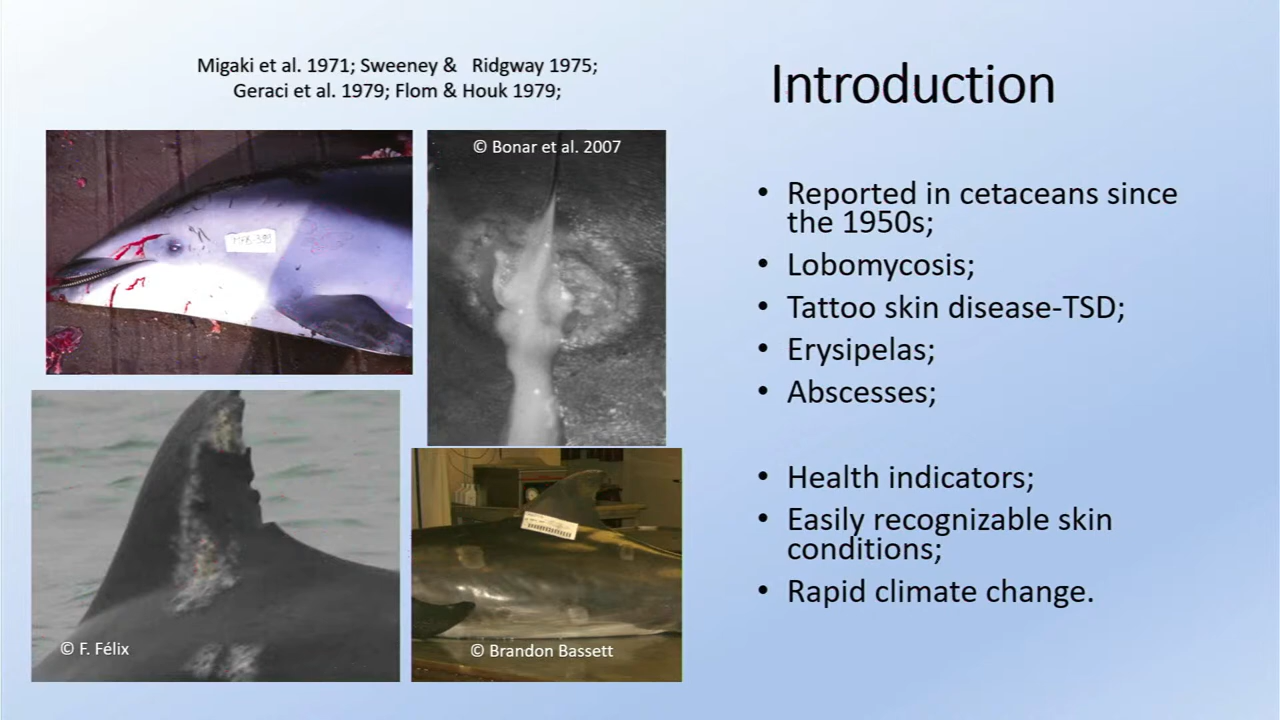 Migaki et al. 1971; Sweeney & Ridgway 1975;
Geraci et al. 1979; Flom & Houk 1979;
Introduction
© Bonar et al. 2007
© F. Félix
© Brandon Bassett
• Reported in cetaceans since
the 1950s;
• Lobomycosis;
• Tattoo skin disease-TSD;
• Erysipelas;
• Abscesses;
• Health indicators;
• Easily recognizable skin
conditions;
• Rapid climate change.